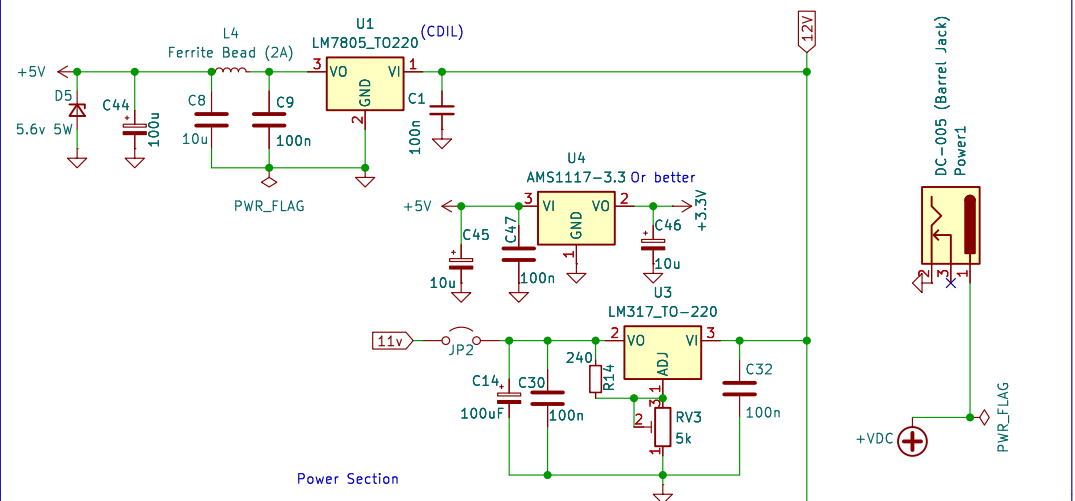 U1
LM7805_TO220
(CDIL)
L4
Ferrite Bead (2A)
+5V
3
VO
VI
1
GND
2
12V
D5
5.6v 5W
C44
+
100u
C8
10u
C9
100n
C1
100n
PWR_FLAG
DC-005 (Barrel Jack)
Power1
U4
AMS1117-3.3
Or better
+5V
3
VI
VO
2
GND
1
+3.3V
C45
+
10u
C47
100n
C46
+
10u
2
3
1
U3
LM317_TO-220
11v
JP2
2
VO
VI
3
ADJ
1
240
R14
C14
+
100uF
C30
100n
3
2
1
RV3
5k
C32
100n
+VDC
PWR_FLAG
Power Section